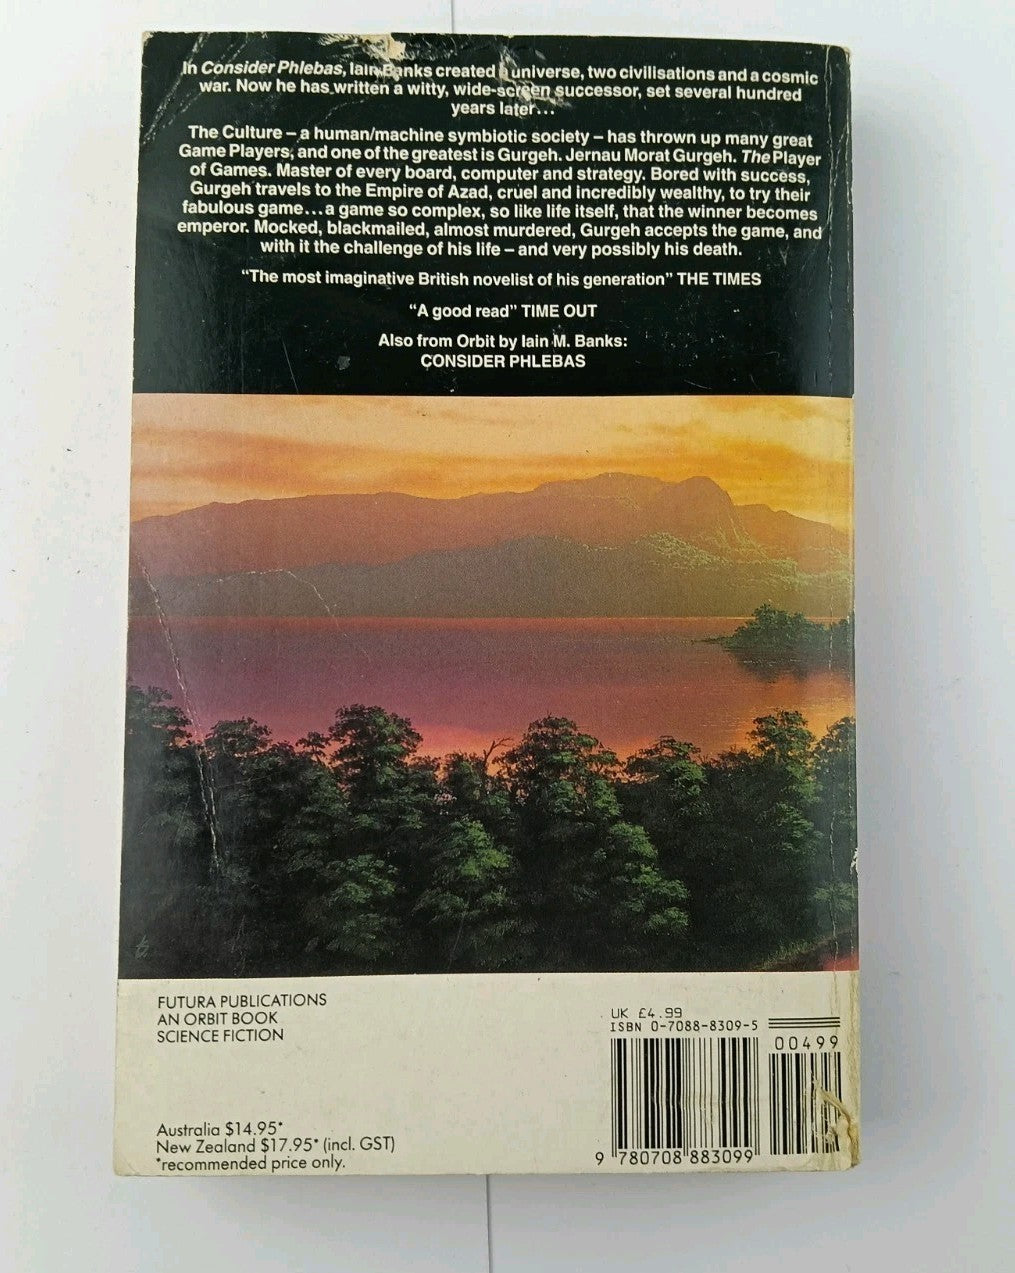 In Consider Phlebas, Iain Banks created a universe, two civilisations and a cosmic
war. Now he has written a witty, wide-screen successor, set several hundred
years later...
The Culture – a human/machine symbiotic society – has thrown up many great
Game Players, and one of the greatest is Gurgeh. Jernau Morat Gurgeh. The Player
of Games. Master of every board, computer and strategy. Bored with success,
Gurgeh travels to the Empire of Azad, cruel and incredibly wealthy, to try their
fabulous game...a game so complex, so like life itself, that the winner becomes
emperor. Mocked, blackmailed, almost murdered, Gurgeh accepts the game, and
with it the challenge of his life – and very possibly his death.
“The most imaginative British novelist of his generation” THE TIMES
“A good read” TIME OUT
Also from Orbit by Iain M. Banks:
CONSIDER PHLEBAS
FUTURA PUBLICATIONS
AN ORBIT BOOK
SCIENCE FICTION
Australia $14.95*
New Zealand $17.95* (incl. GST)
*recommended price only.
UK £4.99
ISBN 0-7088-8309-5
00499
9 780708 883099